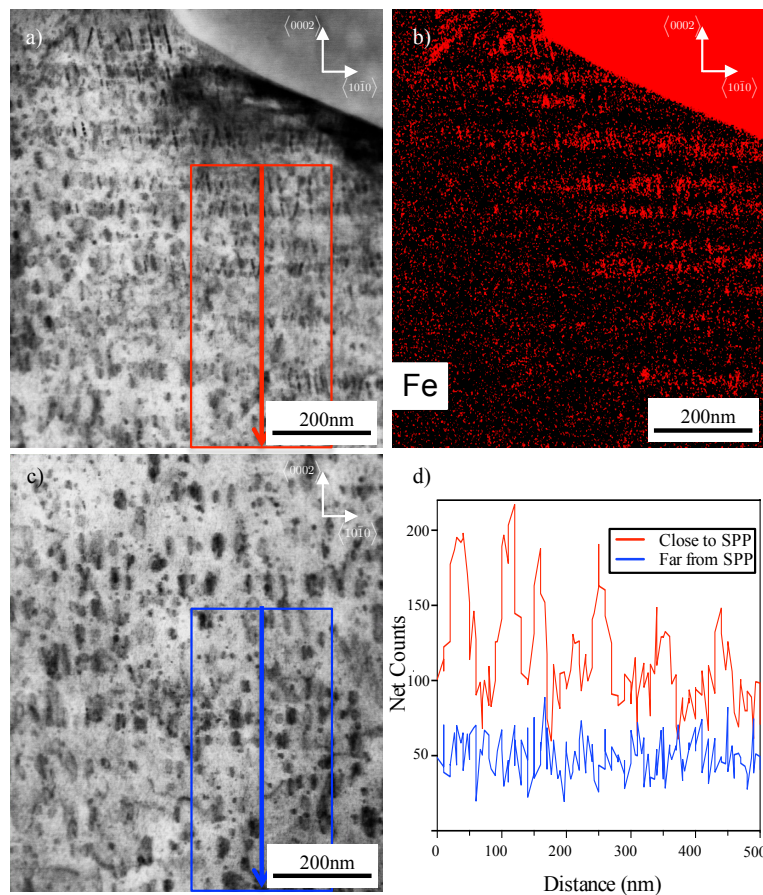 a)
⟨0002⟩
⟨101̄0⟩
200nm
b)
⟨0002⟩
⟨101̄0⟩
Fe
200nm
c)
⟨0002⟩
⟨101̄0⟩
200nm
d)
Close to SPP
Far from SPP
200
150
100
50
Net Counts
0 100 200 300 400 500
Distance (nm)